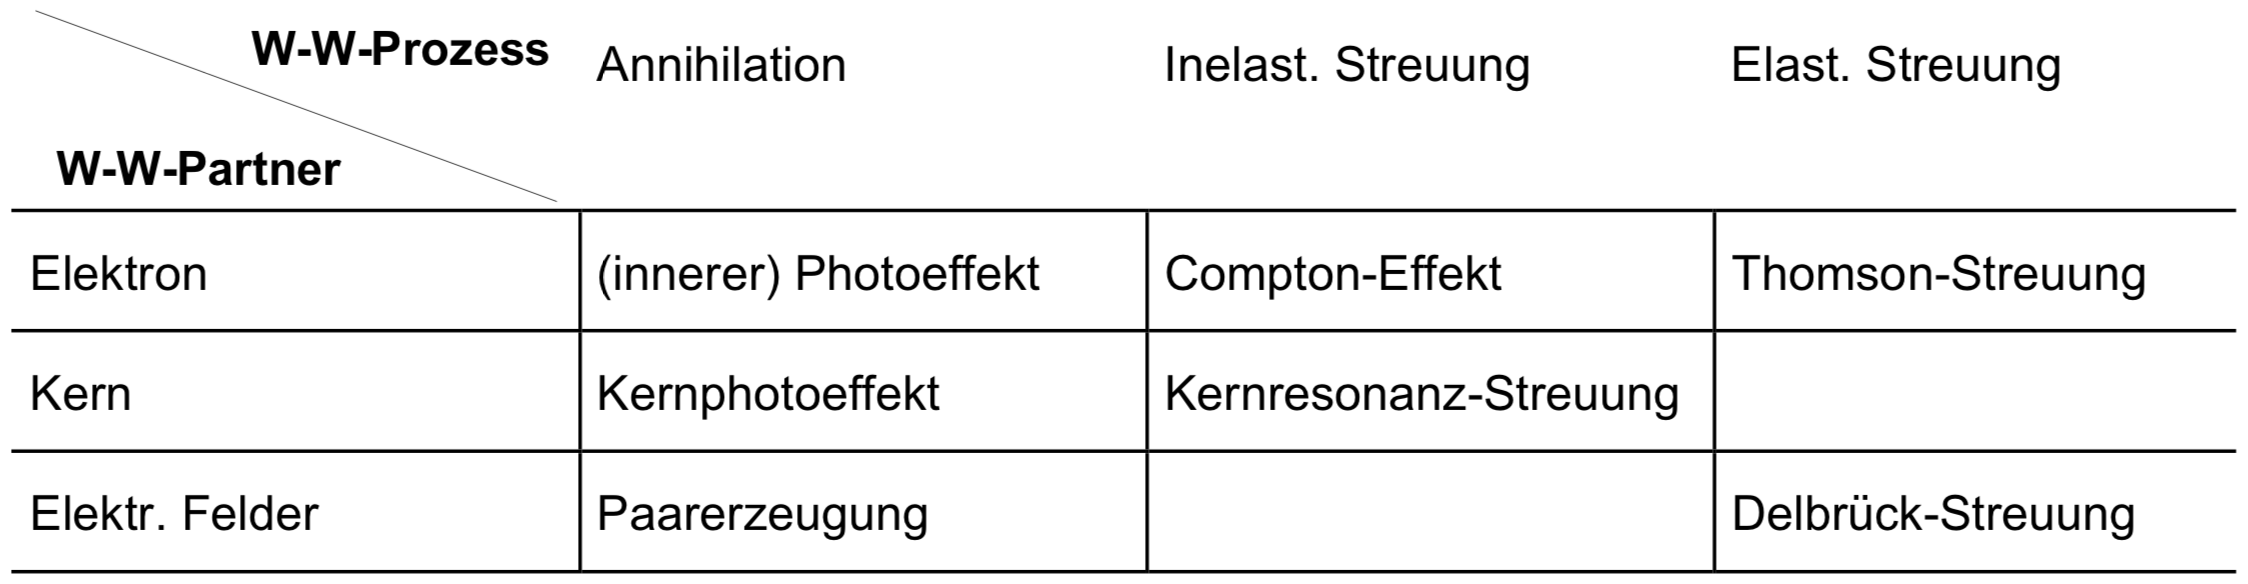 W-W-Prozess Annihilation Inelast. Streuung Elast. Streuung
W-W-Partner
Elektron (innerer) Photoeffekt Compton-Effekt Thomson-Streuung
Kern Kernphotoeffekt Kernresonanz-Streuung
Elektr. Felder Paarerzeugung Delbrück-Streuung